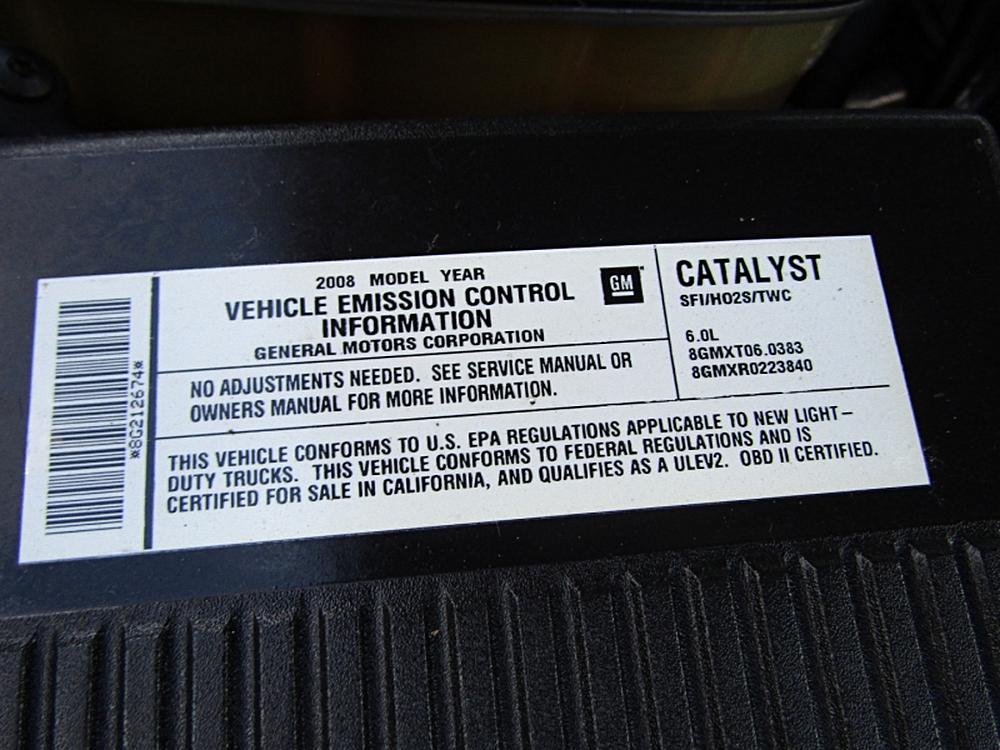 *8G212674*
2008 MODEL YEAR
VEHICLE EMISSION CONTROL
INFORMATION
GENERAL MOTORS CORPORATION
GM
CATALYST
SFI/HO2S/TWC
6.0L
8GMXT06.0383
8GMXR0223840
NO ADJUSTMENTS NEEDED. SEE SERVICE MANUAL OR
OWNERS MANUAL FOR MORE INFORMATION.
THIS VEHICLE CONFORMS TO U.S. EPA REGULATIONS APPLICABLE TO NEW LIGHT–
DUTY TRUCKS. THIS VEHICLE CONFORMS TO FEDERAL REGULATIONS AND IS
CERTIFIED FOR SALE IN CALIFORNIA, AND QUALIFIES AS A ULEV2. OBD II CERTIFIED.